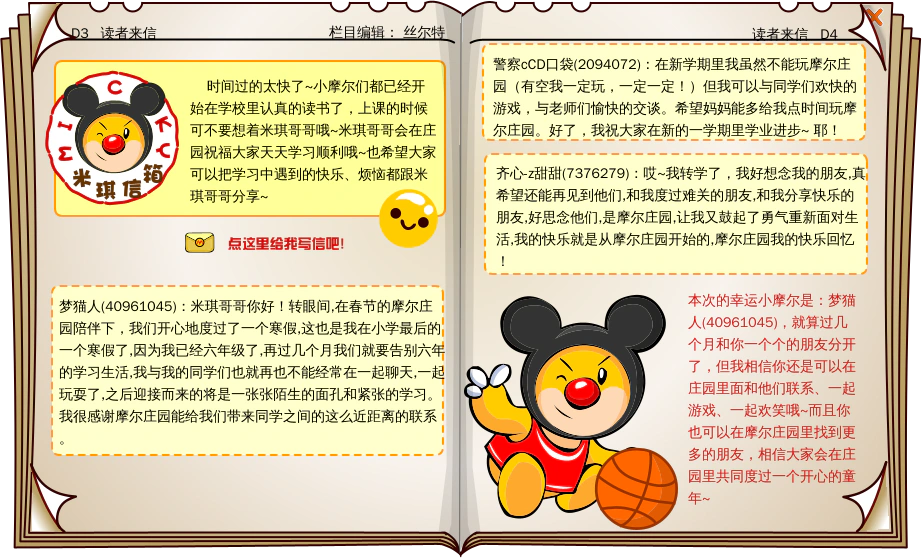 D3 读者来信
栏目编辑： 丝尔特
MICKY
米琪信箱
时间过的太快了~小摩尔们都已经开
始在学校里认真的读书了，上课的时候
可不要想着米琪哥哥哦~米琪哥哥会在庄
园祝福大家天天学习顺利哦~也希望大家
可以把学习中遇到的快乐、烦恼都跟米
琪哥哥分享~
点这里给我写信吧!
梦猫人(40961045)：米琪哥哥你好！转眼间,在春节的摩尔庄
园陪伴下，我们开心地度过了一个寒假,这也是我在小学最后的
一个寒假了,因为我已经六年级了,再过几个月我们就要告别六年
的学习生活,我与我的同学们也就再也不能经常在一起聊天,一起
玩耍了,之后迎接而来的将是一张张陌生的面孔和紧张的学习。
我很感谢摩尔庄园能给我们带来同学之间的这么近距离的联系
。
读者来信 D4
警察cCD口袋(2094072)：在新学期里我虽然不能玩摩尔庄
园（有空我一定玩，一定一定！）但我可以与同学们欢快的
游戏，与老师们愉快的交谈。希望妈妈能多给我点时间玩摩
尔庄园。好了，我祝大家在新的一学期里学业进步~ 耶！
齐心-z甜甜(7376279)：哎~我转学了，我好想念我的朋友,真
希望还能再见到他们,和我度过难关的朋友,和我分享快乐的
朋友,好思念他们,是摩尔庄园,让我又鼓起了勇气重新面对生
活,我的快乐就是从摩尔庄园开始的,摩尔庄园我的快乐回忆
！
本次的幸运小摩尔是：梦猫
人(40961045)，就算过几
个月和你一个个的朋友分开
了，但我相信你还是可以在
庄园里面和他们联系、一起
游戏、一起欢笑哦~而且你
也可以在摩尔庄园里找到更
多的朋友，相信大家会在庄
园里共同度过一个开心的童
年~